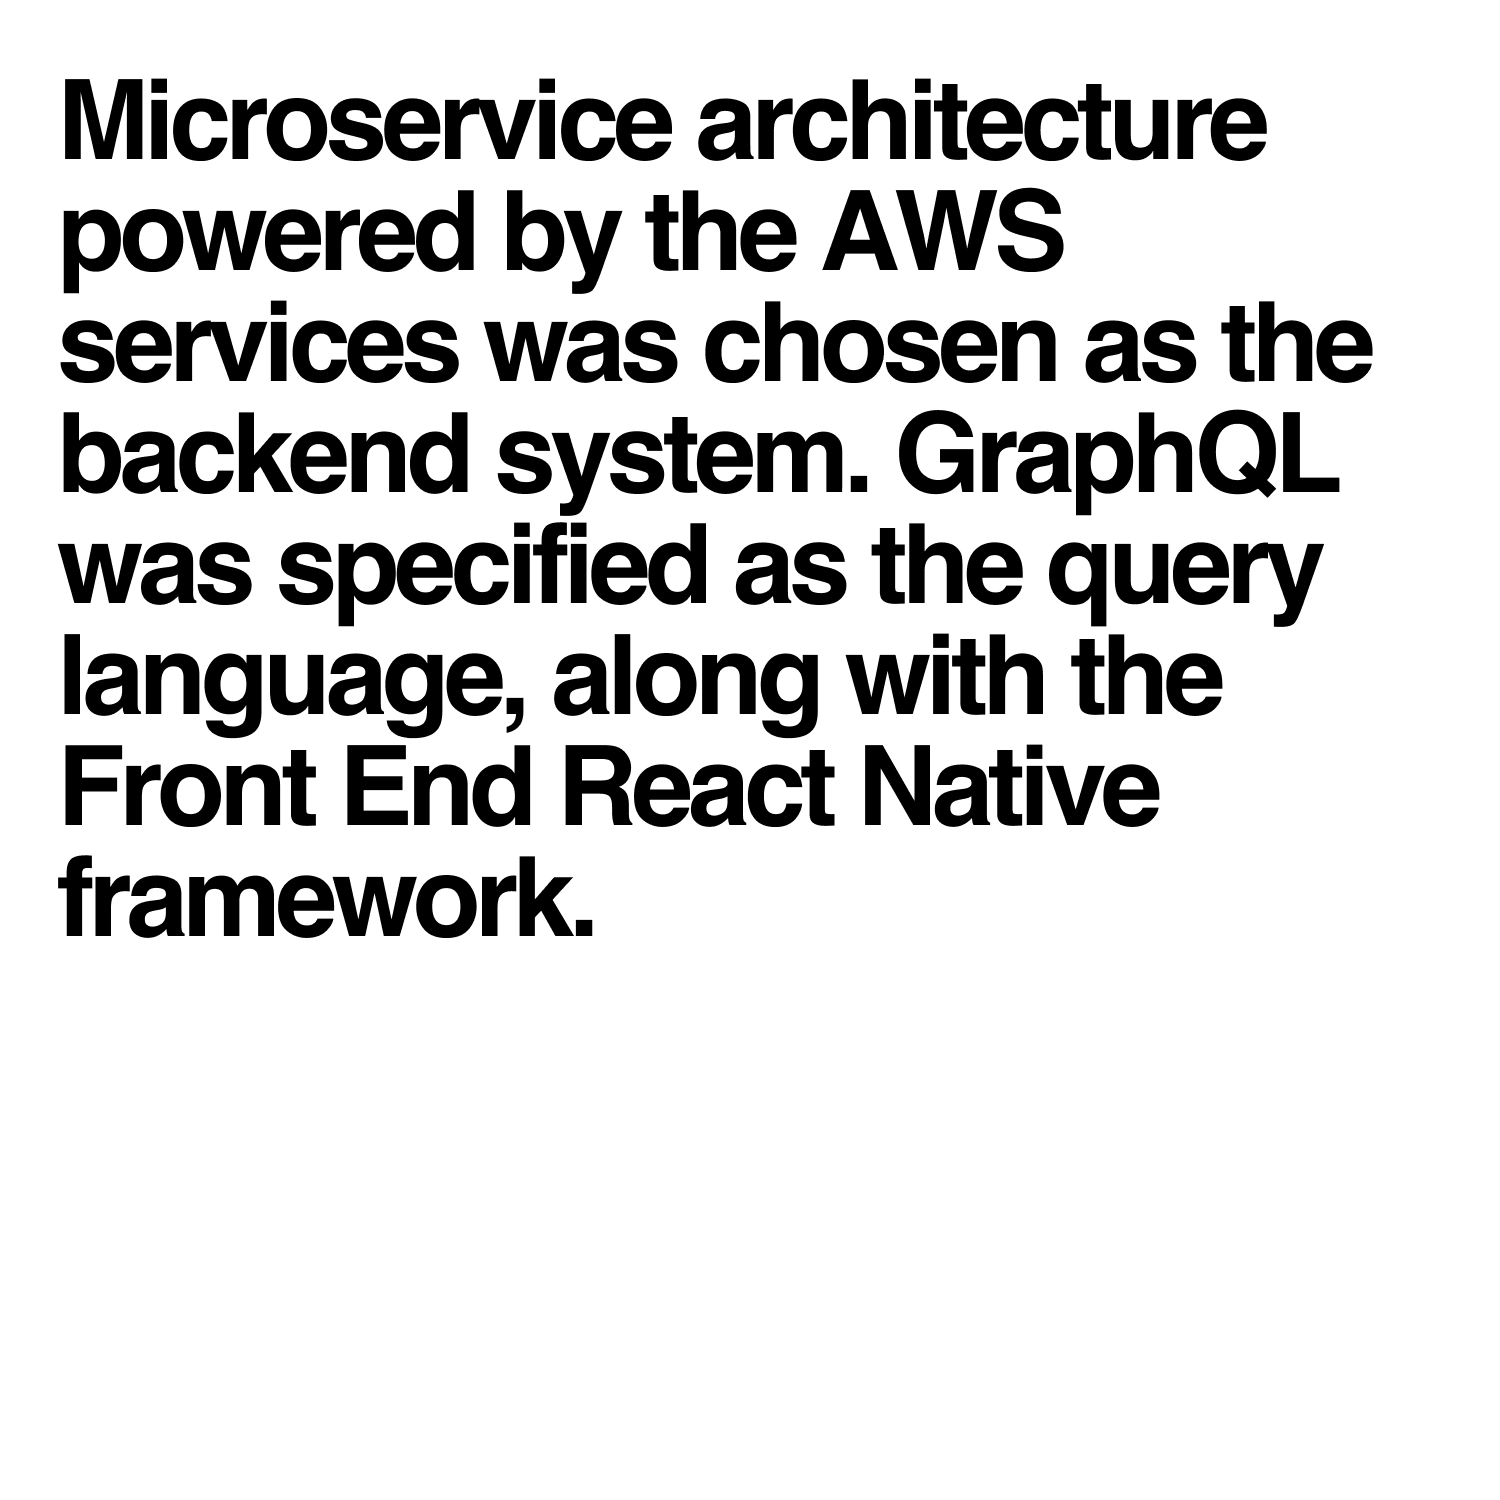 Microservice architecture
powered by the AWS
services was chosen as the
backend system. GraphQL
was specified as the query
language, along with the
Front End React Native
framework.